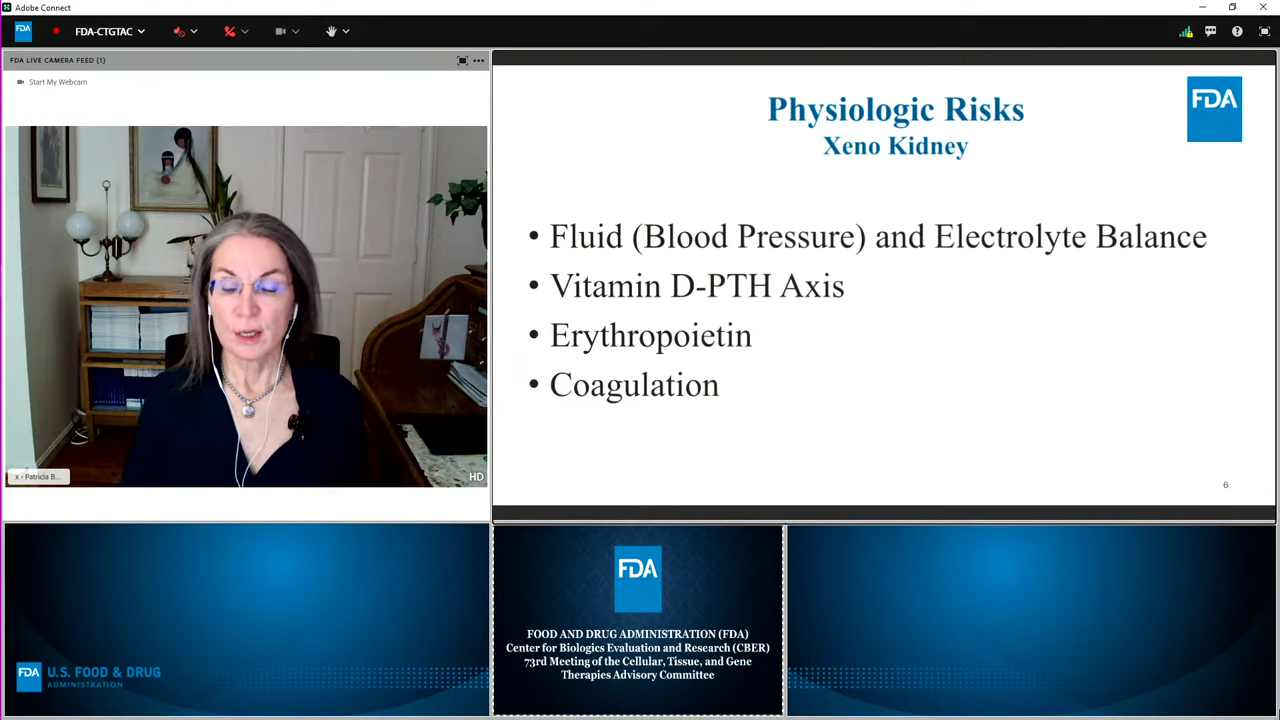 Adobe Connect
FDA
FDA-CTGTAC
FDA LIVE CAMERA FEED (1)
Start My Webcam
x - Patricia B...
HD
Physiologic Risks
Xeno Kidney
FDA
• Fluid (Blood Pressure) and Electrolyte Balance
• Vitamin D-PTH Axis
• Erythropoietin
• Coagulation
6
FDA U.S. FOOD & DRUG
ADMINISTRATION
FDA
FOOD AND DRUG ADMINISTRATION (FDA)
Center for Biologics Evaluation and Research (CBER)
73rd Meeting of the Cellular, Tissue, and Gene
Therapies Advisory Committee